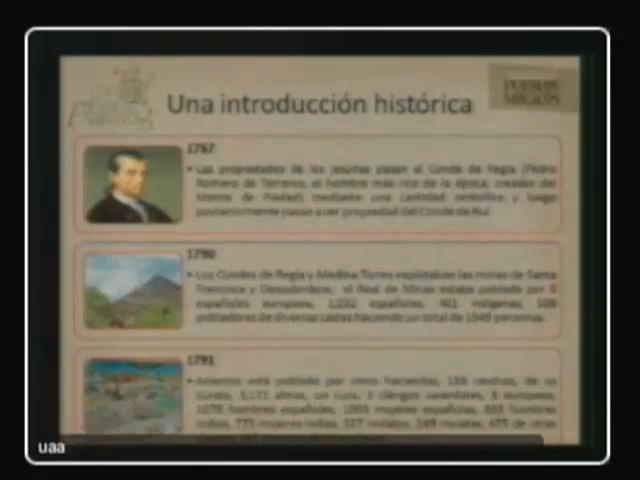 Una introducción histórica
PUEBLOS
MÁGICOS
1767
• Las propiedades de los jesuitas pasan al Conde de Regla (Pedro
Romero de Terreros, el hombre más rico de la época, creador del
Monte de Piedad) mediante una cantidad simbólica y luego
posteriormente pasan a ser propiedad del Conde de Rul
1790
• Los Condes de Regla y Medina Torres explotaban las minas de Santa
Francisca y Descubridora, el Real de Minas estaba poblado por
españoles europeos, 1,032 españoles, 401 indígenas,
pobladores de diversas castas haciendo un total de 1949 personas.
1791
• Asientos está poblado por cinco haciendas, ranchos, de su
curato, 5,171 almas, un cura, 3 clérigos sacerdotes, europeos,
1078 hombres españoles, 1003 mujeres españolas, hombres
indios, 775 mujeres indias, 327 mulatos, 249 mulatas, 475 de otras
uaa